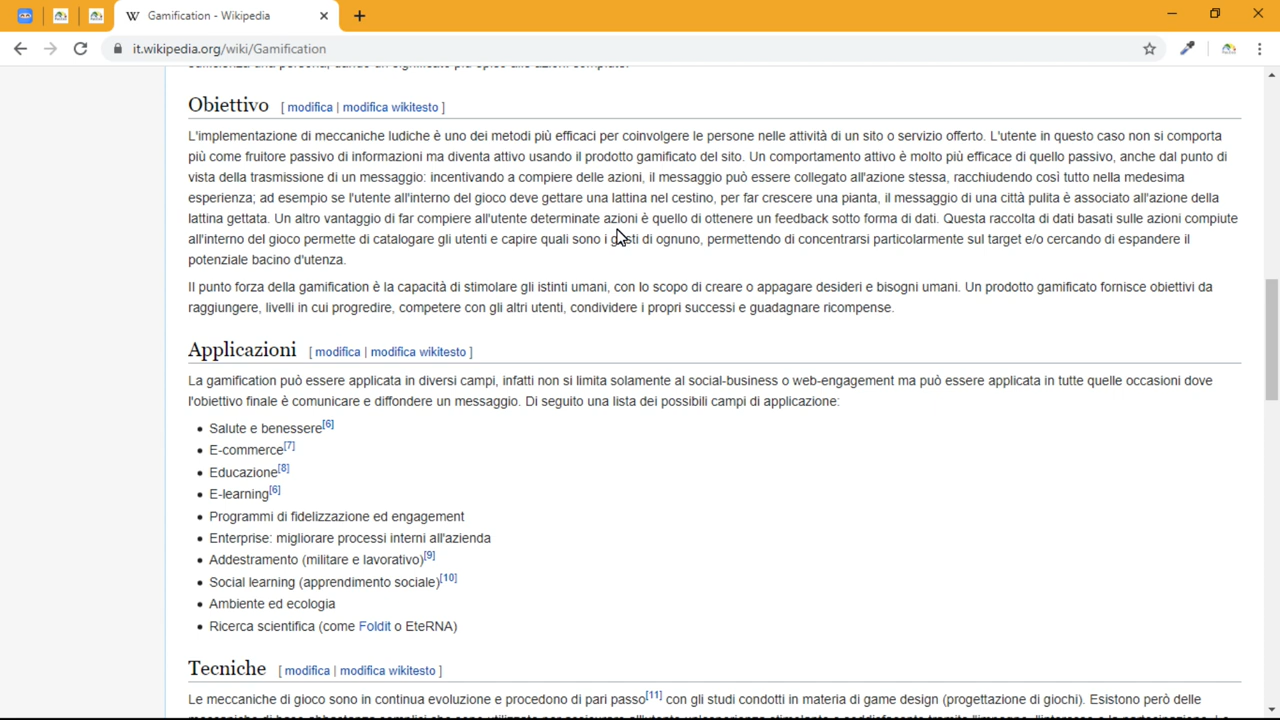 Gamification - Wikipedia
it.wikipedia.org/wiki/Gamification
Obiettivo [ modifica | modifica wikitesto ]
L'implementazione di meccaniche ludiche è uno dei metodi più efficaci per coinvolgere le persone nelle attività di un sito o servizio offerto. L'utente in questo caso non si comporta
più come fruitore passivo di informazioni ma diventa attivo usando il prodotto gamificato del sito. Un comportamento attivo è molto più efficace di quello passivo, anche dal punto di
vista della trasmissione di un messaggio: incentivando a compiere delle azioni, il messaggio può essere collegato all'azione stessa, racchiudendo così tutto nella medesima
esperienza; ad esempio se l'utente all'interno del gioco deve gettare una lattina nel cestino, per far crescere una pianta, il messaggio di una città pulita è associato all'azione della
lattina gettata. Un altro vantaggio di far compiere all'utente determinate azioni è quello di ottenere un feedback sotto forma di dati. Questa raccolta di dati basati sulle azioni compiute
all'interno del gioco permette di catalogare gli utenti e capire quali sono i gusti di ognuno, permettendo di concentrarsi particolarmente sul target e/o cercando di espandere il
potenziale bacino d'utenza.
Il punto forza della gamification è la capacità di stimolare gli istinti umani, con lo scopo di creare o appagare desideri e bisogni umani. Un prodotto gamificato fornisce obiettivi da
raggiungere, livelli in cui progredire, competere con gli altri utenti, condividere i propri successi e guadagnare ricompense.
Applicazioni [ modifica | modifica wikitesto ]
La gamification può essere applicata in diversi campi, infatti non si limita solamente al social-business o web-engagement ma può essere applicata in tutte quelle occasioni dove
l'obiettivo finale è comunicare e diffondere un messaggio. Di seguito una lista dei possibili campi di applicazione:
• Salute e benessere[6]
• E-commerce[7]
• Educazione[8]
• E-learning[6]
• Programmi di fidelizzazione ed engagement
• Enterprise: migliorare processi interni all'azienda
• Addestramento (militare e lavorativo)[9]
• Social learning (apprendimento sociale)[10]
• Ambiente ed ecologia
• Ricerca scientifica (come Foldit o EteRNA)
Tecniche [ modifica | modifica wikitesto ]
Le meccaniche di gioco sono in continua evoluzione e procedono di pari passo[11] con gli studi condotti in materia di game design (progettazione di giochi). Esistono però delle